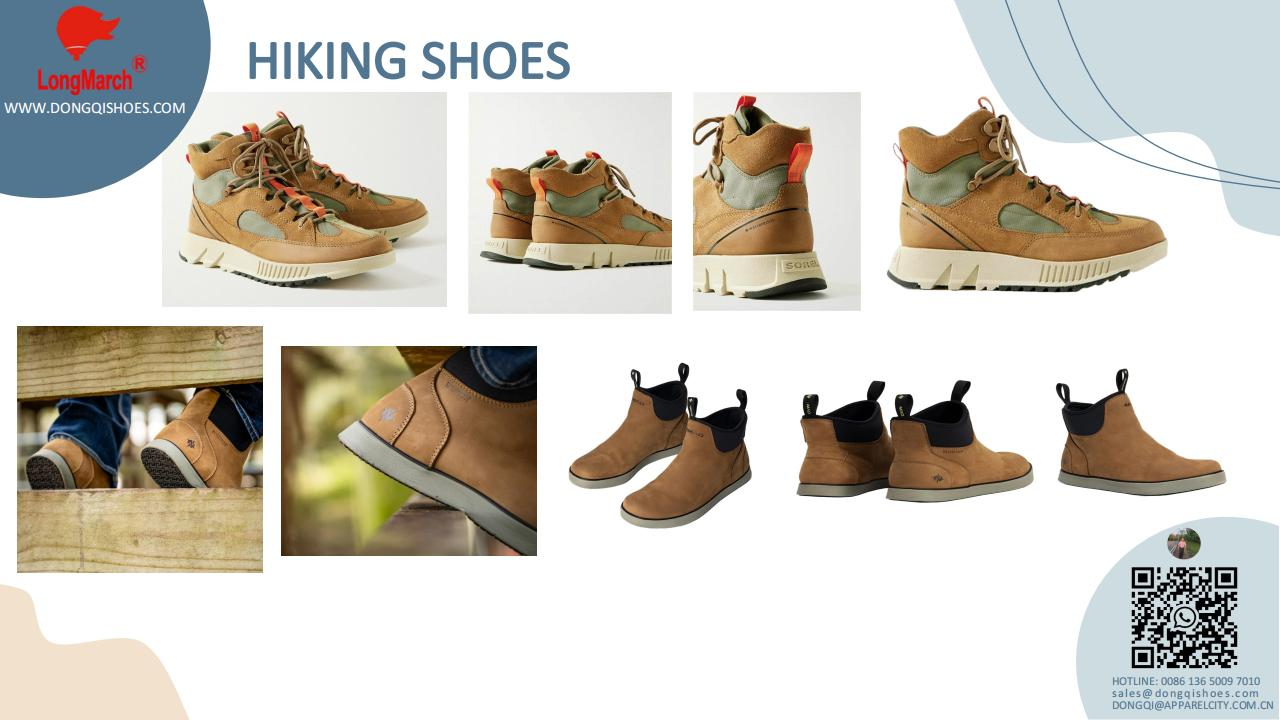 LongMarch®
WWW.DONGQISHOES.COM
HIKING SHOES
SOREL
HOTLINE: 0086 136 5009 7010
sales@dongqishoes.com
DONGQI@APPARELCITY.COM.CN